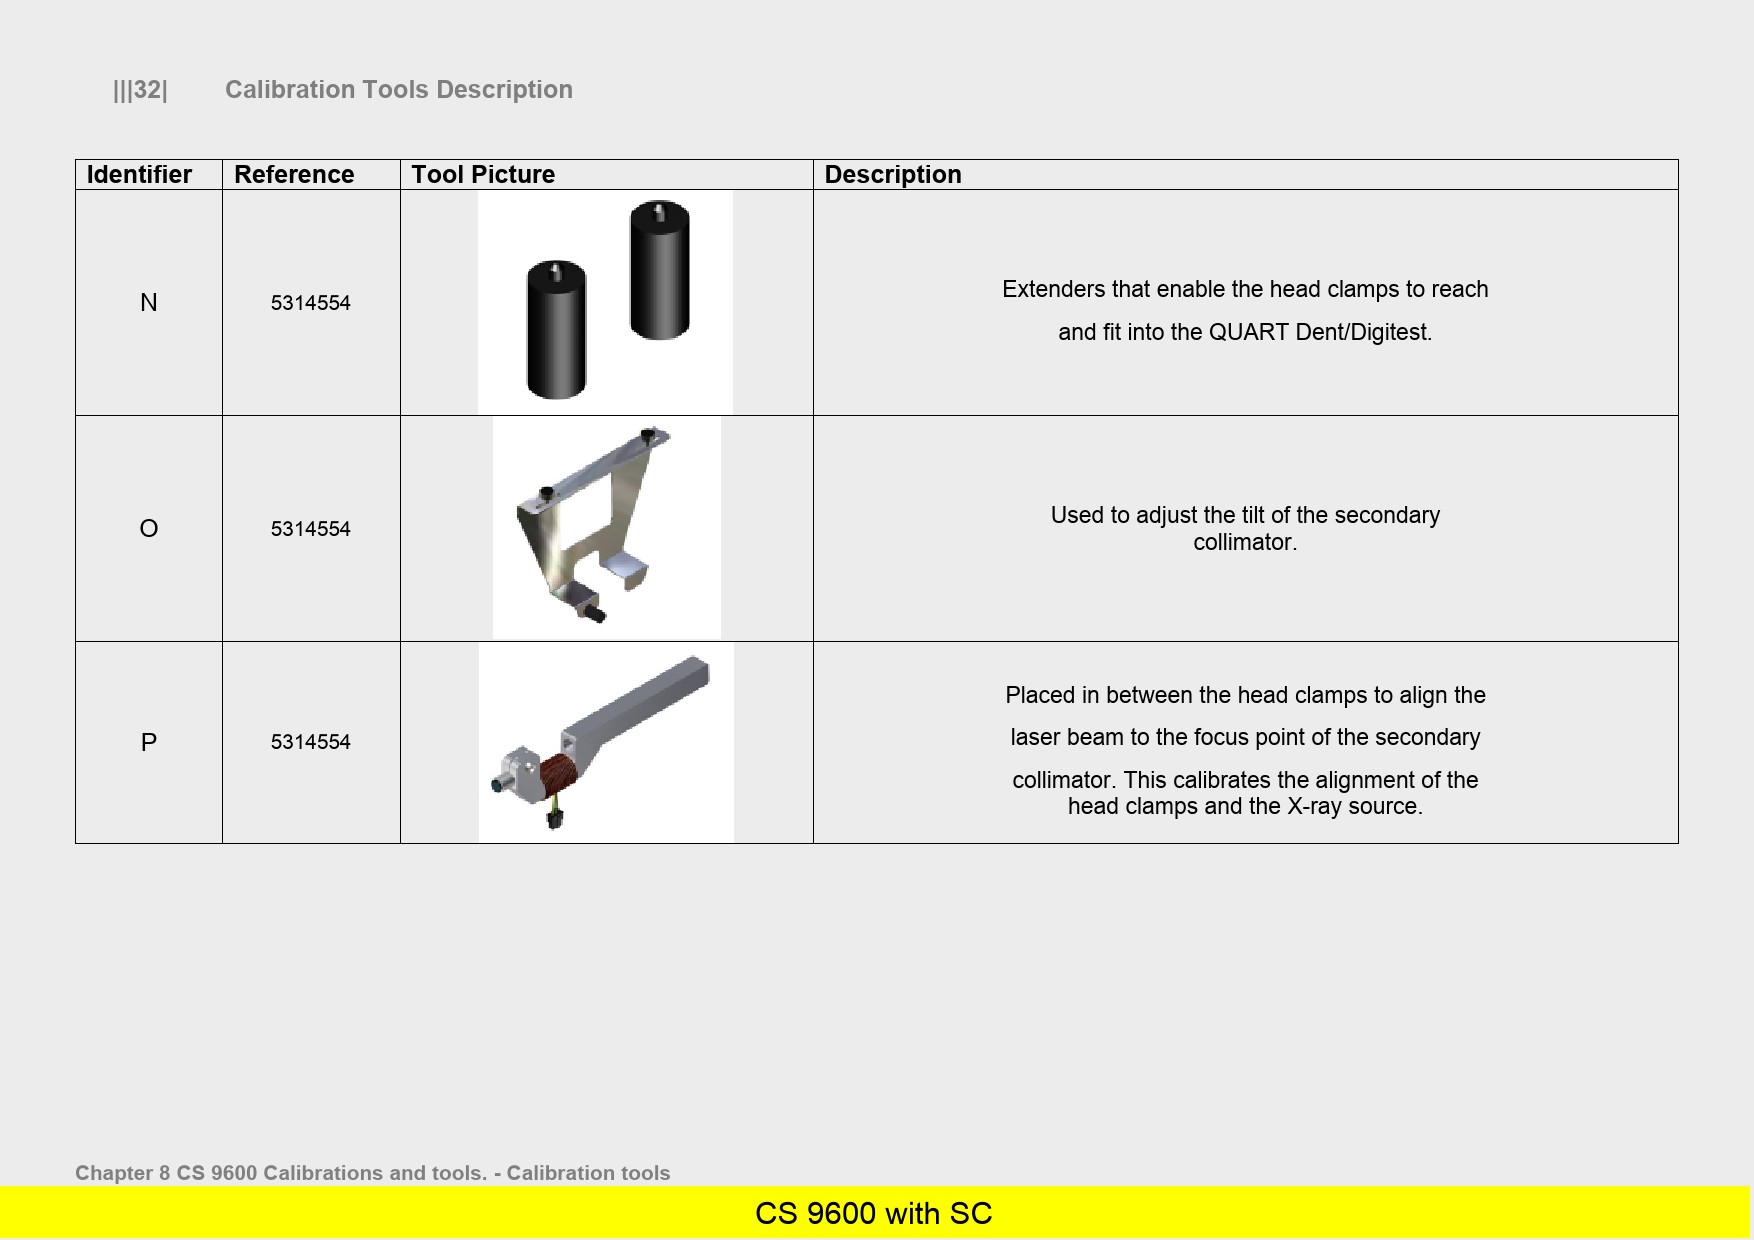 |||32| Calibration Tools Description
Identifier Reference Tool Picture Description
N 5314554
Extenders that enable the head clamps to reach
and fit into the QUART Dent/Digitest.
O 5314554
Used to adjust the tilt of the secondary
collimator.
P 5314554
Placed in between the head clamps to align the
laser beam to the focus point of the secondary
collimator. This calibrates the alignment of the
head clamps and the X-ray source.
Chapter 8 CS 9600 Calibrations and tools. - Calibration tools
CS 9600 with SC